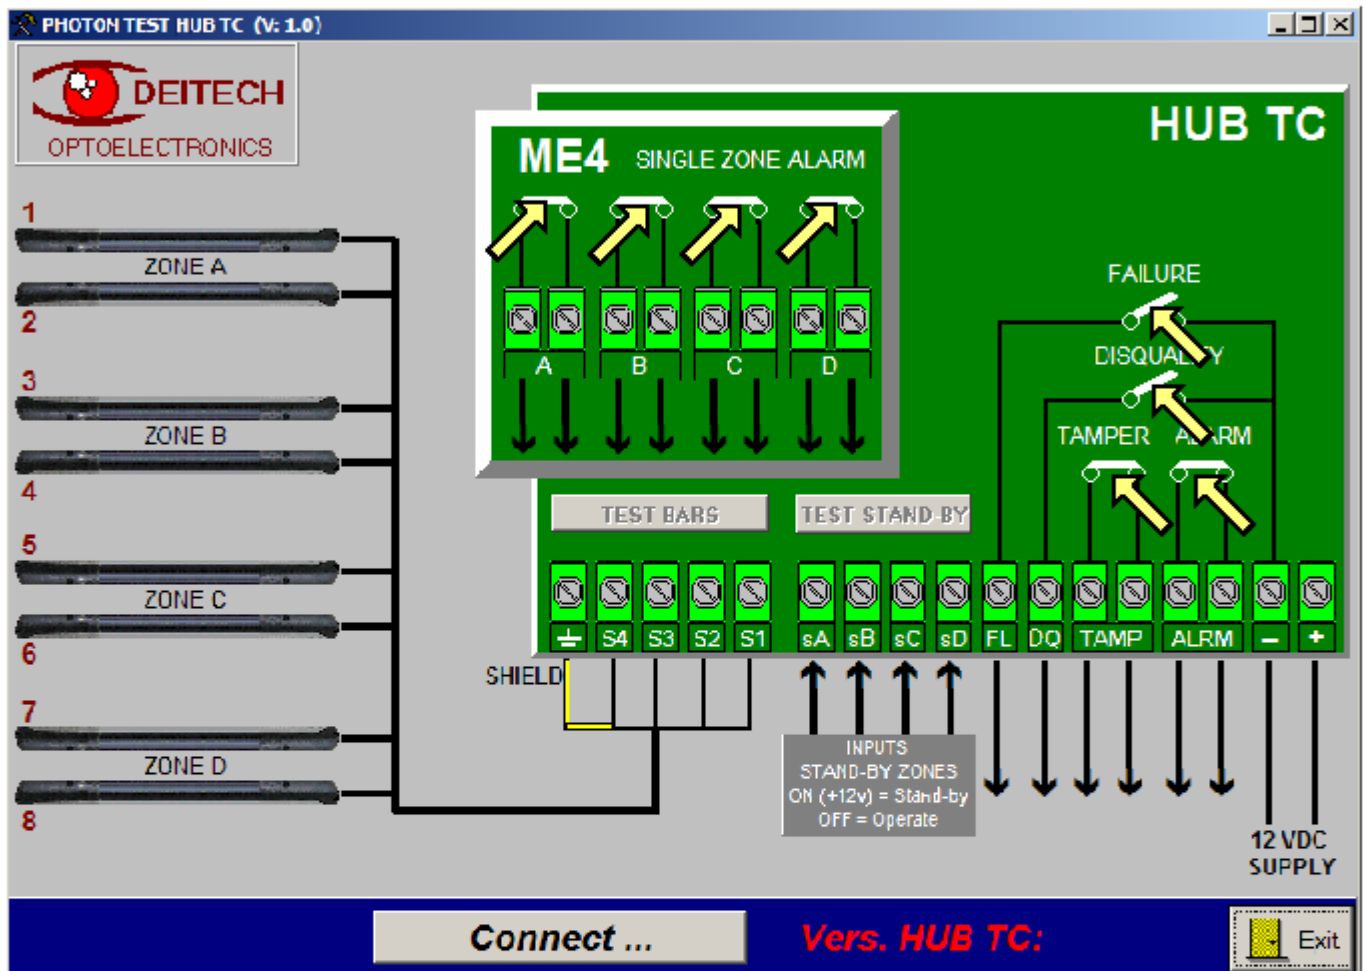 PHOTON TEST HUB TC (V: 1.0)
DEITECH
OPTOELECTRONICS
HUB TC
ME4 SINGLE ZONE ALARM
1
ZONE A
2
3
ZONE B
4
5
ZONE C
6
7
ZONE D
8
A B C D
FAILURE
DISQUALIFY
TAMPER ALARM
TEST BARS TEST STAND-BY
S4 S3 S2 S1 sA sB sC sD FL DQ TAMP ALRM − +
SHIELD
INPUTS
STAND-BY ZONES
ON (+12v) = Stand-by
OFF = Operate
12 VDC
SUPPLY
Connect ...
Vers. HUB TC:
Exit